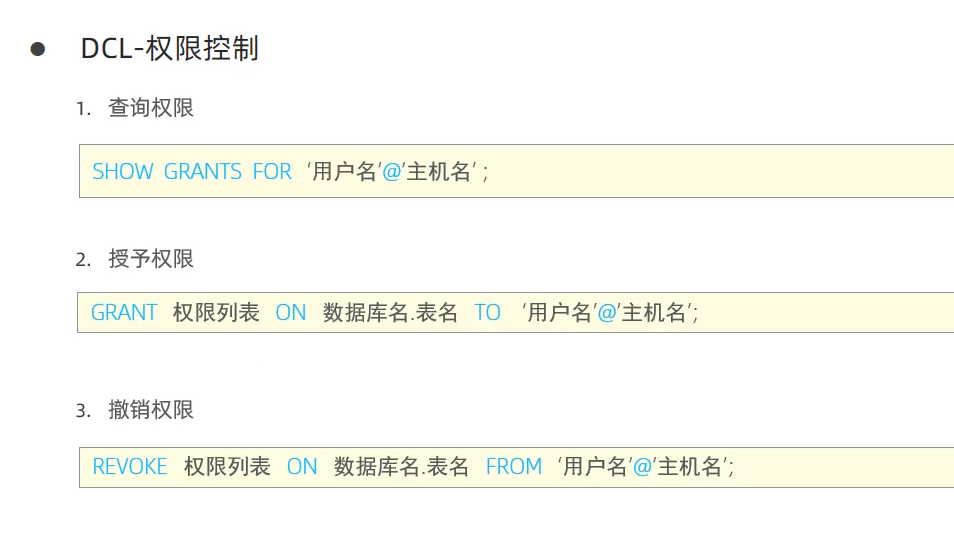 ● DCL-权限控制
1. 查询权限
SHOW GRANTS FOR ‘用户名’@’主机名’ ;
2. 授予权限
GRANT 权限列表 ON 数据库名.表名 TO ‘用户名’@’主机名’;
3. 撤销权限
REVOKE 权限列表 ON 数据库名.表名 FROM ‘用户名’@’主机名’;